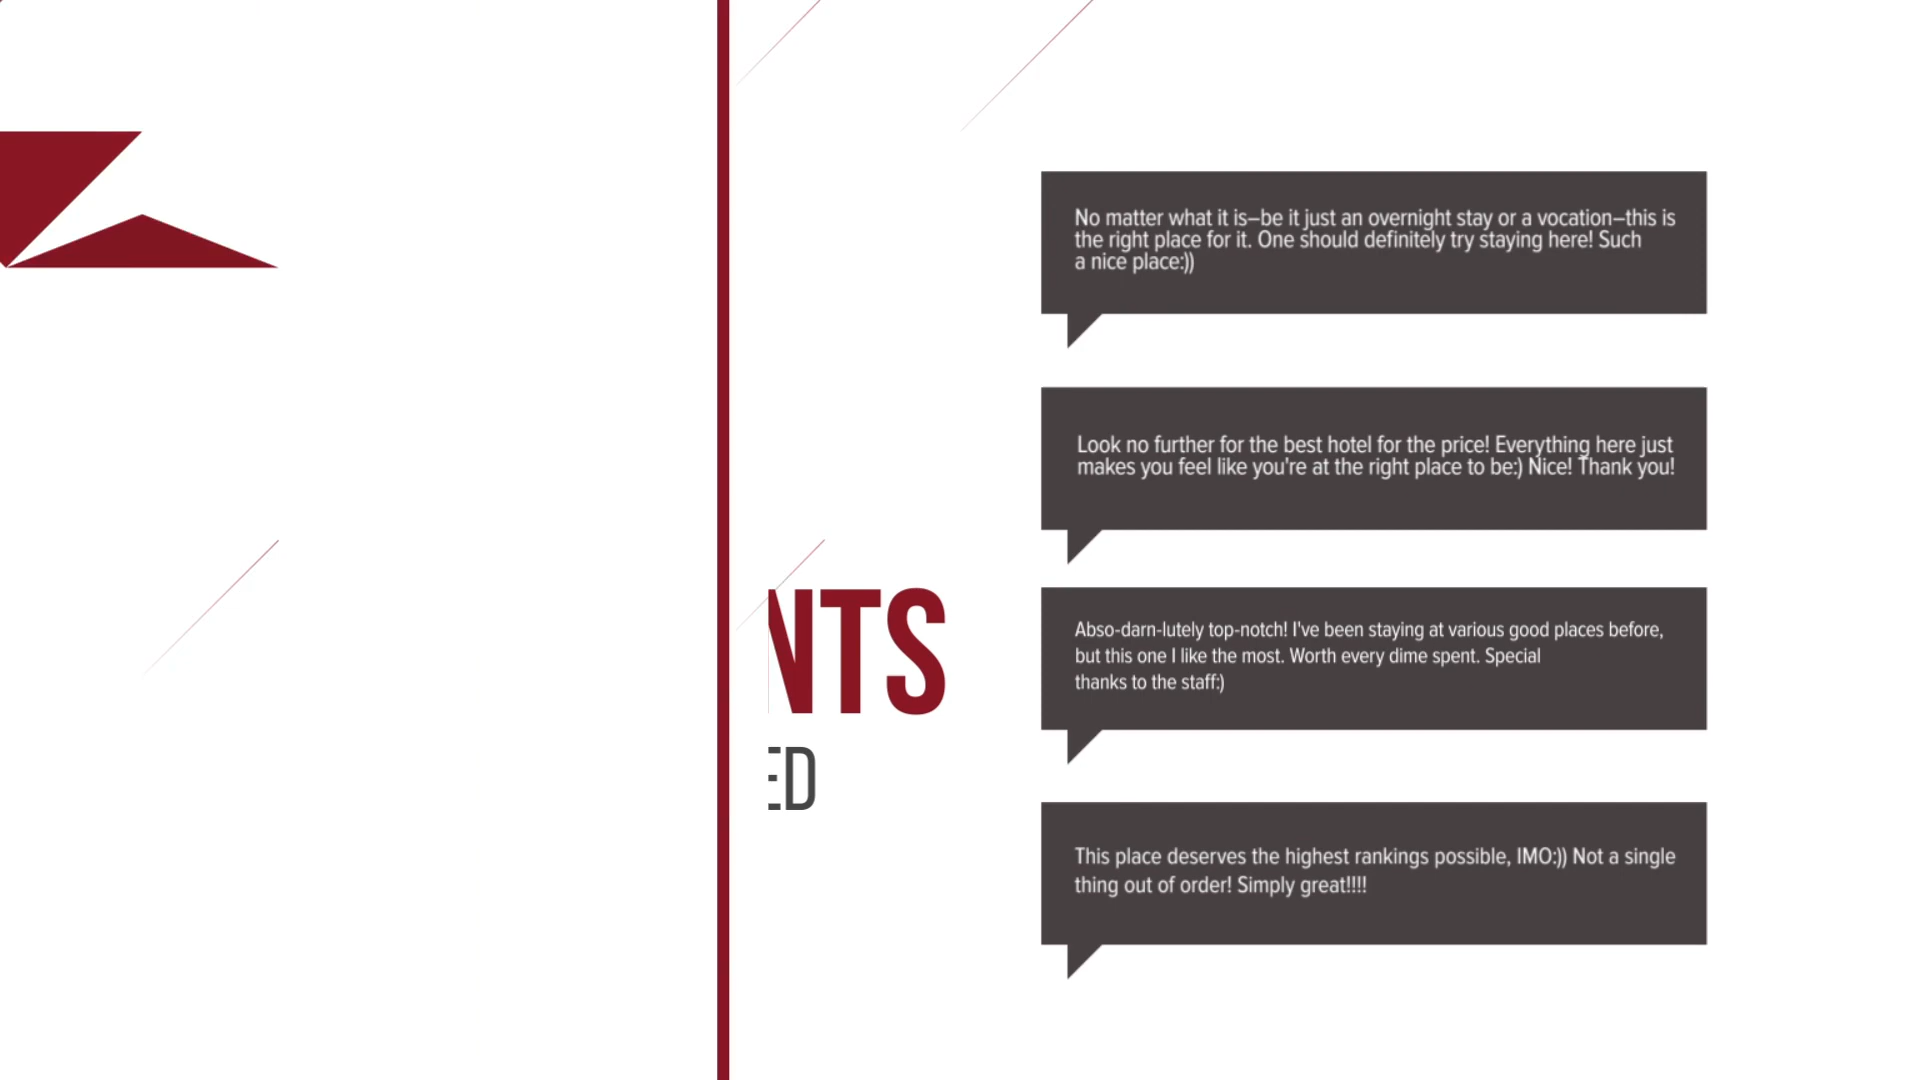 No matter what it is–be it just an overnight stay or a vocation–this is
the right place for it. One should definitely try staying here! Such
a nice place:))
Look no further for the best hotel for the price! Everything here just
makes you feel like you're at the right place to be:) Nice! Thank you!
NTS
ED
Abso-darn-lutely top-notch! I've been staying at various good places before,
but this one I like the most. Worth every dime spent. Special
thanks to the staff:)
This place deserves the highest rankings possible, IMO:)) Not a single
thing out of order! Simply great!!!!